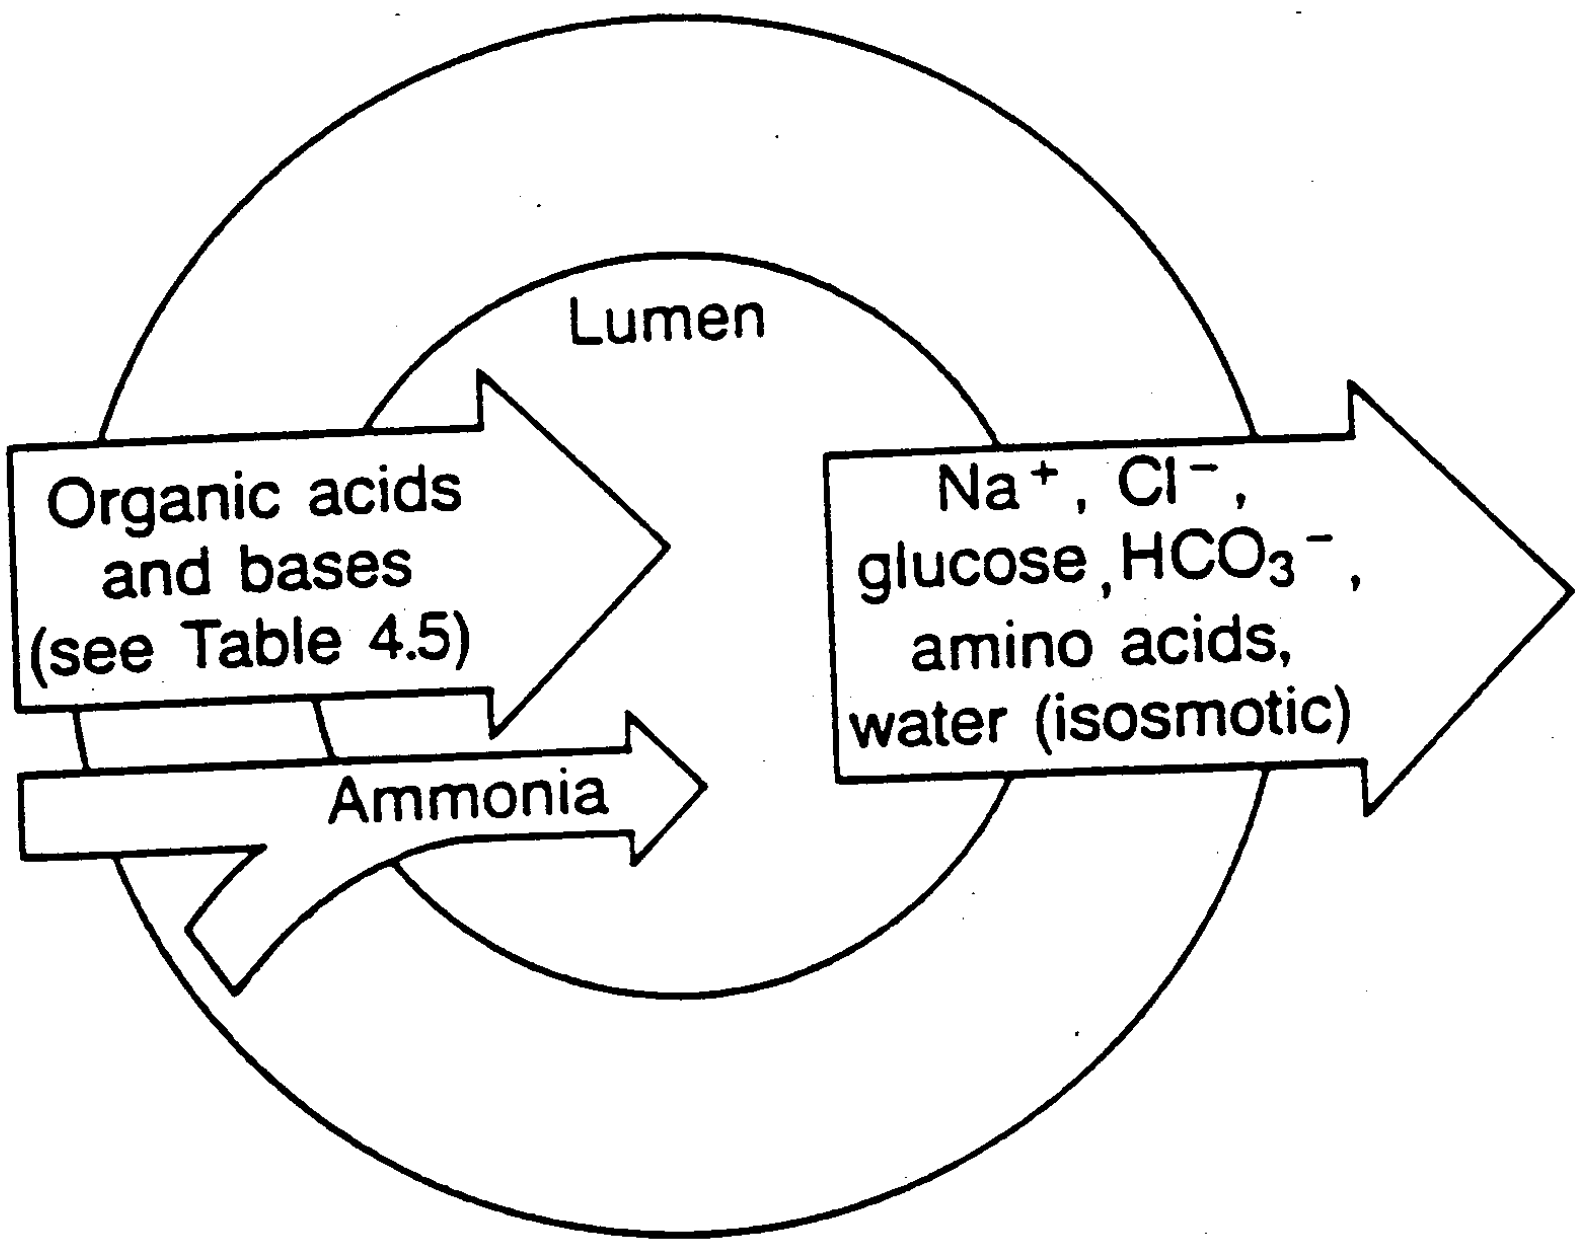 Lumen
Organic acids
and bases
(see Table 4.5)
Ammonia
Na⁺, Cl⁻,
glucose, HCO₃⁻,
amino acids,
water (isosmotic)